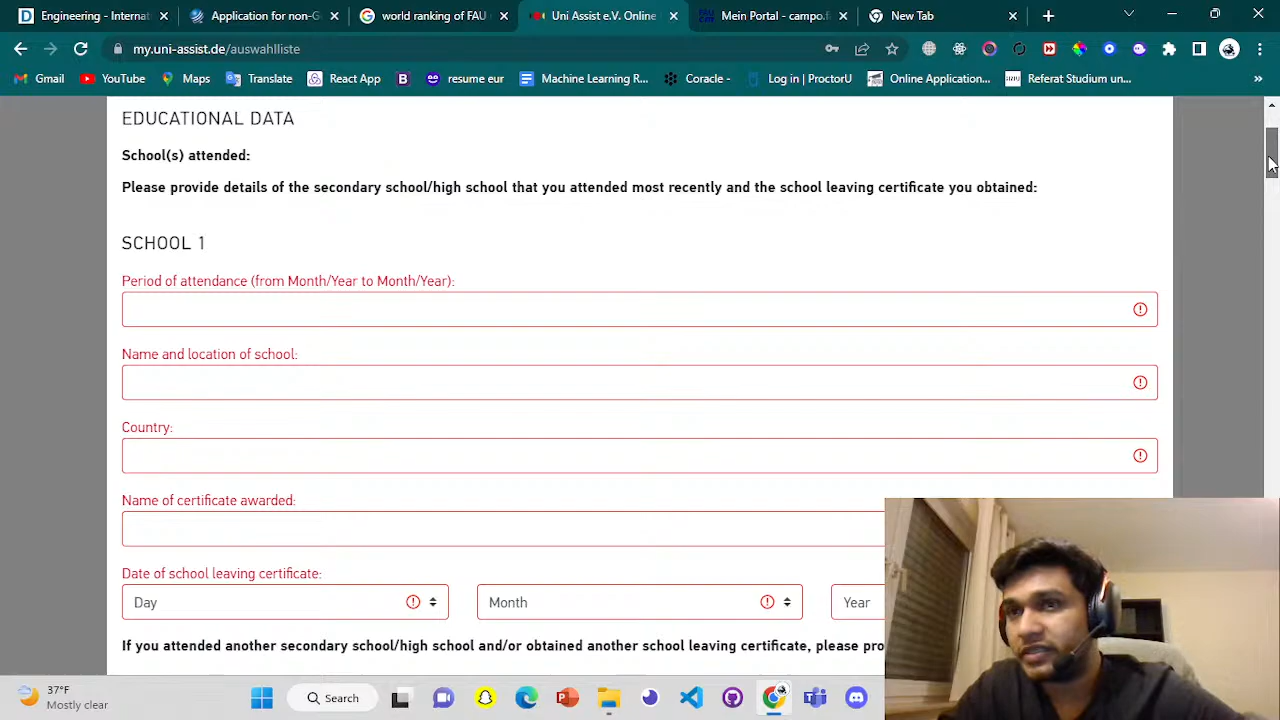 Engineering - Internat
Application for non-G
world ranking of FAU
Uni Assist e.V. Online
Mein Portal - campo.f
New Tab
my.uni-assist.de/auswahlliste
Gmail
YouTube
Maps
Translate
React App
resume eur
Machine Learning R...
Coracle -
Log in | ProctorU
Online Application...
Referat Studium un...
EDUCATIONAL DATA
School(s) attended:
Please provide details of the secondary school/high school that you attended most recently and the school leaving certificate you obtained:
SCHOOL 1
Period of attendance (from Month/Year to Month/Year):
Name and location of school:
Country:
Name of certificate awarded:
Date of school leaving certificate:
Day
Month
Year
If you attended another secondary school/high school and/or obtained another school leaving certificate, please pro
37°F
Mostly clear
Search